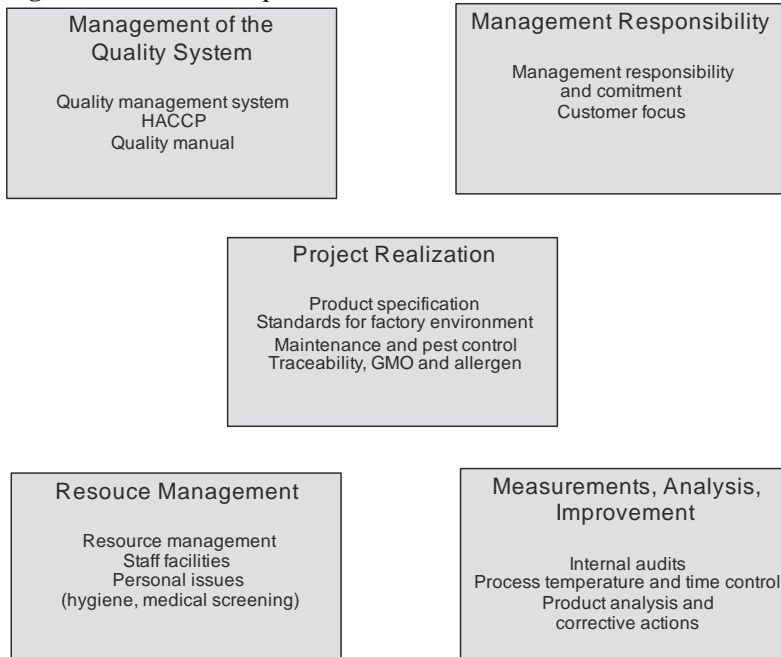 Management of the
Quality System
Quality management system
HACCP
Quality manual
Management Responsibility
Management responsibility
and comitment
Customer focus
Project Realization
Product specification
Standards for factory environment
Maintenance and pest control
Traceability, GMO and allergen
Resouce Management
Resource management
Staff facilities
Personal issues
(hygiene, medical screening)
Measurements, Analysis,
Improvement
Internal audits
Process temperature and time control
Product analysis and
corrective actions